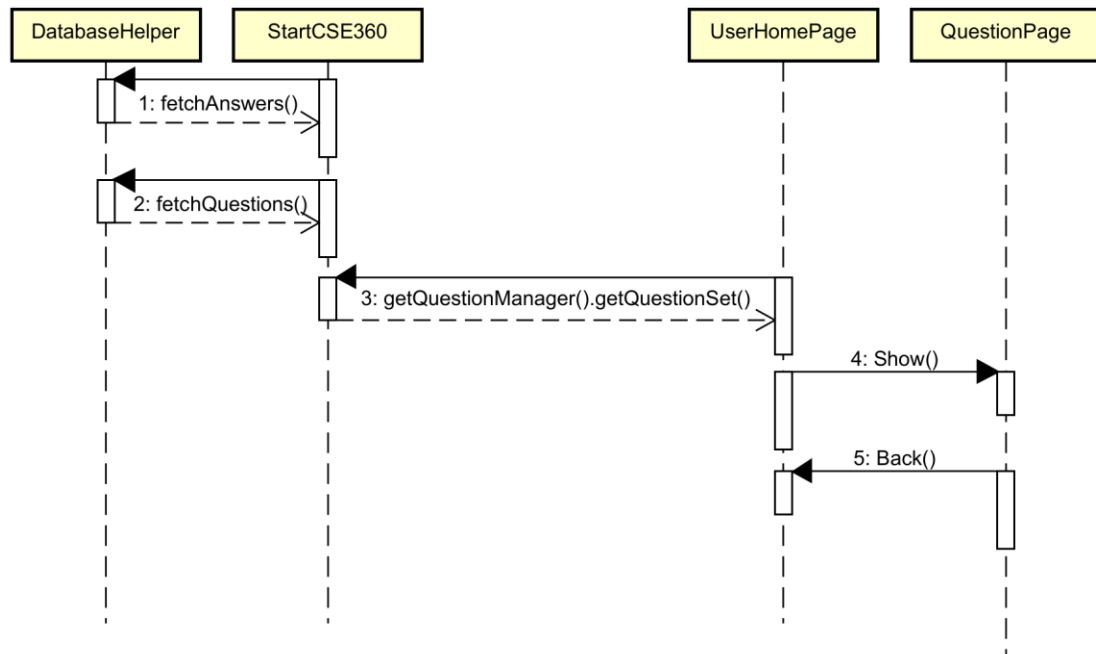 DatabaseHelper
StartCSE360
UserHomePage
QuestionPage
1: fetchAnswers()
2: fetchQuestions()
3: getQuestionManager().getQuestionSet()
4: Show()
5: Back()